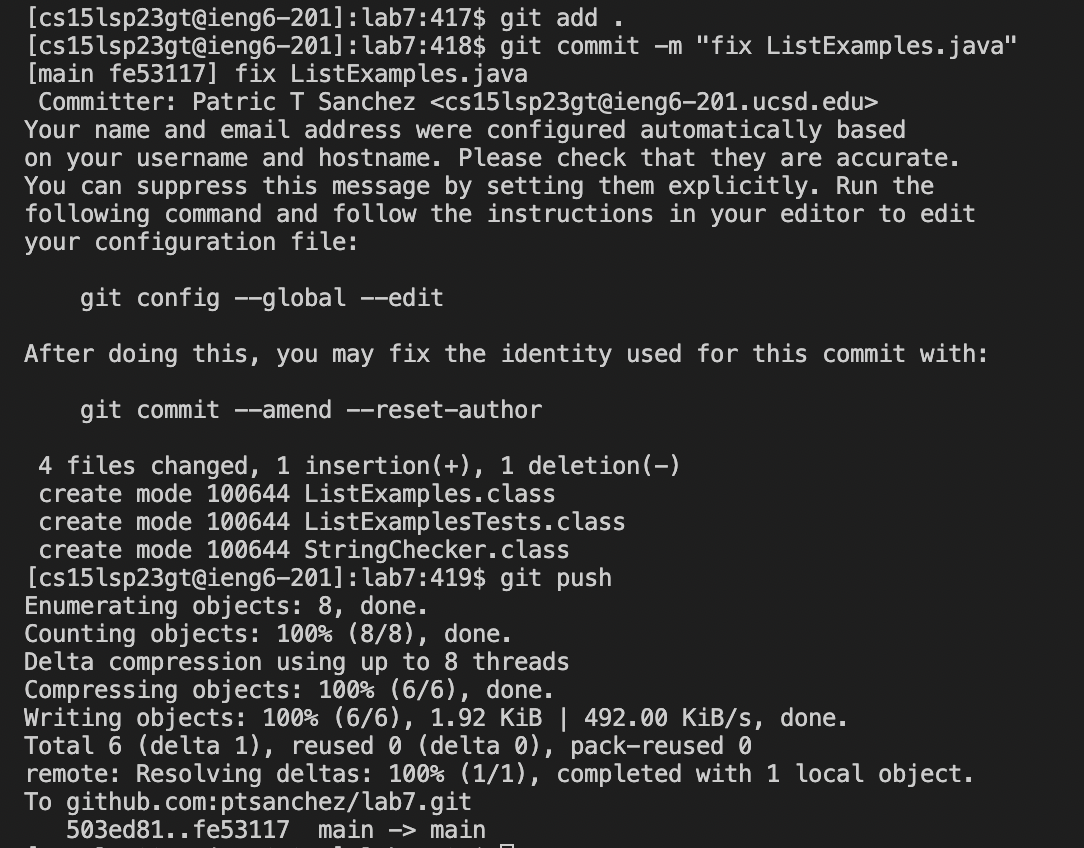 [cs15lsp23gt@ieng6-201]:lab7:417$ git add .
[cs15lsp23gt@ieng6-201]:lab7:418$ git commit -m "fix ListExamples.java"
[main fe53117] fix ListExamples.java
 Committer: Patric T Sanchez <cs15lsp23gt@ieng6-201.ucsd.edu>
Your name and email address were configured automatically based
on your username and hostname. Please check that they are accurate.
You can suppress this message by setting them explicitly. Run the
following command and follow the instructions in your editor to edit
your configuration file:

    git config --global --edit

After doing this, you may fix the identity used for this commit with:

    git commit --amend --reset-author

 4 files changed, 1 insertion(+), 1 deletion(-)
 create mode 100644 ListExamples.class
 create mode 100644 ListExamplesTests.class
 create mode 100644 StringChecker.class
[cs15lsp23gt@ieng6-201]:lab7:419$ git push
Enumerating objects: 8, done.
Counting objects: 100% (8/8), done.
Delta compression using up to 8 threads
Compressing objects: 100% (6/6), done.
Writing objects: 100% (6/6), 1.92 KiB | 492.00 KiB/s, done.
Total 6 (delta 1), reused 0 (delta 0), pack-reused 0
remote: Resolving deltas: 100% (1/1), completed with 1 local object.
To github.com:ptsanchez/lab7.git
   503ed81..fe53117  main -> main